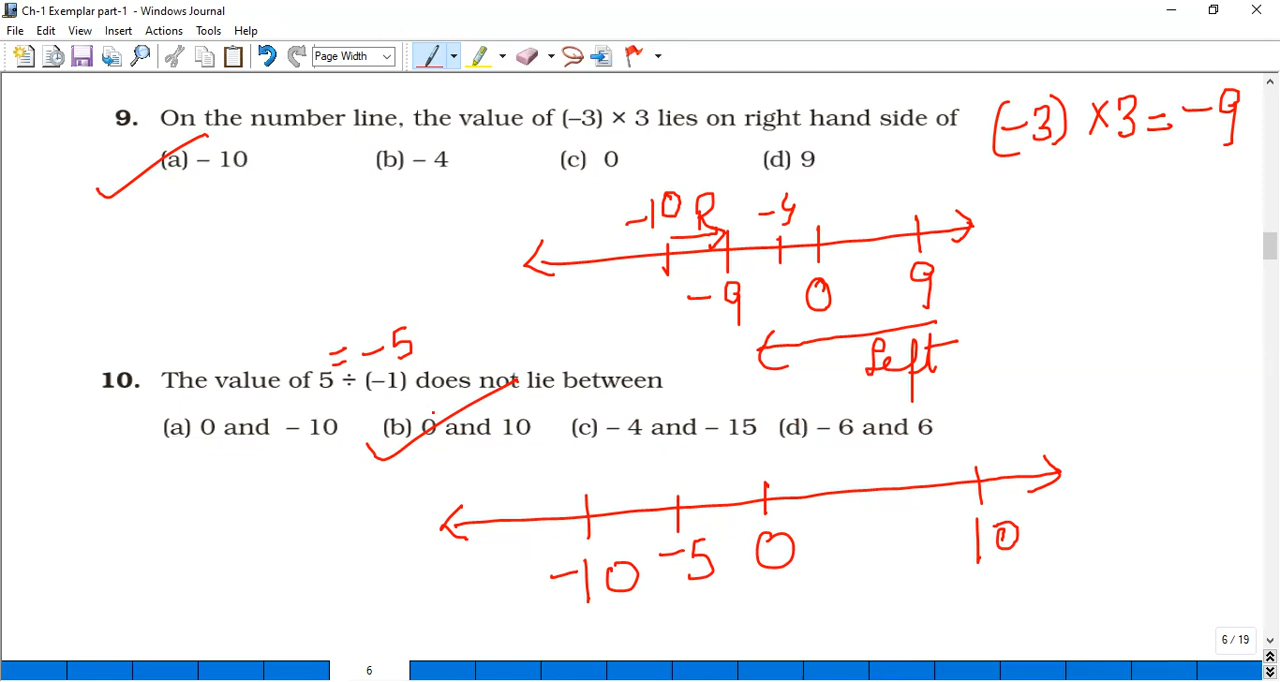 Ch-1 Exemplar part-1 - Windows Journal
File Edit View Insert Actions Tools Help
Page Width
9. On the number line, the value of (–3) × 3 lies on right hand side of
(-3) ×3=-9
(a) – 10 (b) – 4 (c) 0 (d) 9
-10 R -4
-9 0 9
Left
= -5
10. The value of 5 ÷ (–1) does not lie between
(a) 0 and – 10 (b) 0 and 10 (c) – 4 and – 15 (d) – 6 and 6
-10 -5 0 10
6 / 19
6